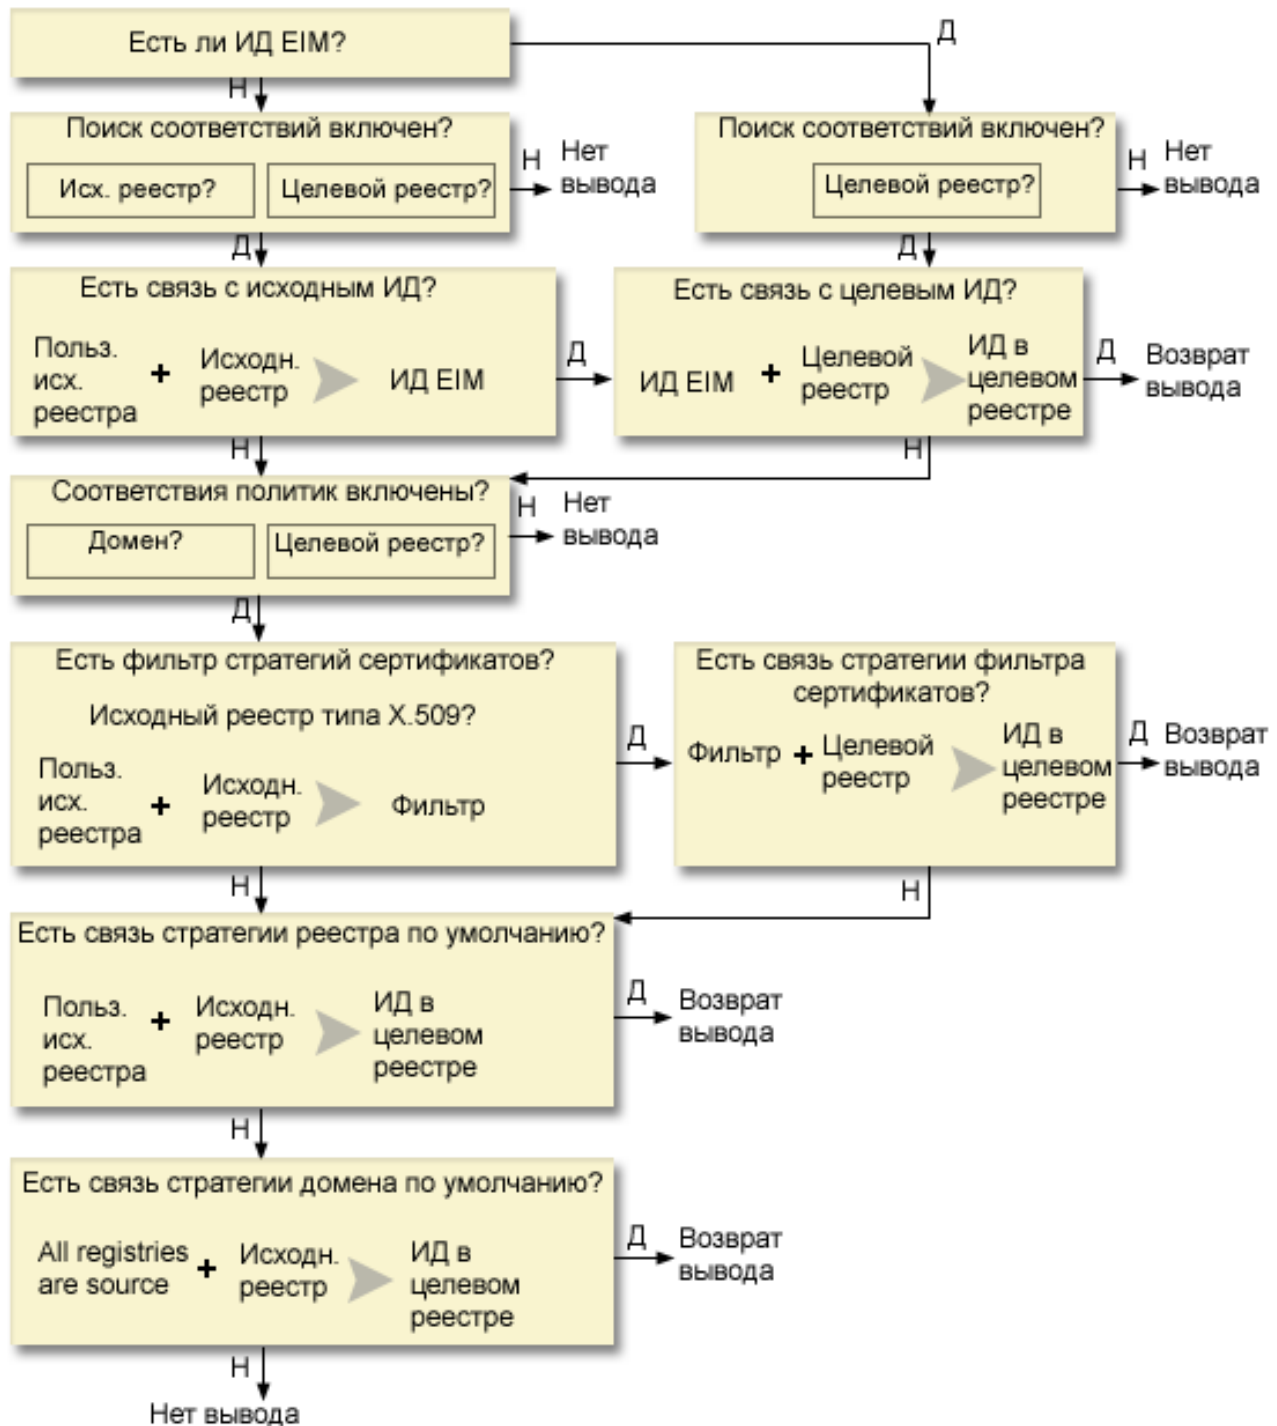 Есть ли ИД EIM?
Д
Н
Поиск соответствий включен?
Исх. реестр?
Целевой реестр?
Н
Нет
вывода
Поиск соответствий включен?
Целевой реестр?
Н
Нет
вывода
Д
Д
Есть связь с исходным ИД?
Польз.
исх.
реестра
+
Исходн.
реестр
ИД EIM
Д
Есть связь с целевым ИД?
ИД EIM
+
Целевой
реестр
ИД в
целевом
реестре
Д
Возврат
вывода
Н
Н
Соответствия политик включены?
Домен?
Целевой реестр?
Н
Нет
вывода
Д
Есть фильтр стратегий сертификатов?
Исходный реестр типа X.509?
Польз.
исх.
реестра
+
Исходн.
реестр
Фильтр
Д
Есть связь стратегии фильтра
сертификатов?
Фильтр
+
Целевой
реестр
ИД в
целевом
реестре
Д
Возврат
вывода
Н
Н
Есть связь стратегии реестра по умолчанию?
Польз.
исх.
реестра
+
Исходн.
реестр
ИД в
целевом
реестре
Д
Возврат
вывода
Н
Есть связь стратегии домена по умолчанию?
All registries
are source
+
Исходн.
реестр
ИД в
целевом
реестре
Д
Возврат
вывода
Н
Нет вывода